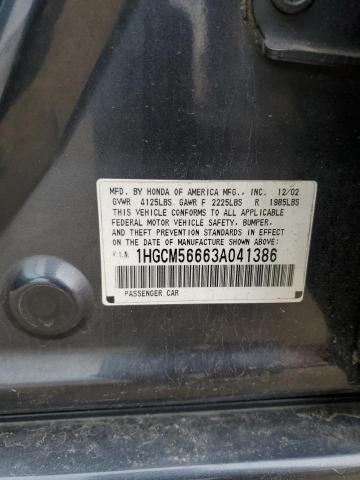 MFD. BY HONDA OF AMERICA MFG., INC. 12/02
GVWR 4125LBS GAWR F 2225LBS R 1985LBS
THIS VEHICLE CONFORMS TO ALL APPLICABLE
FEDERAL MOTOR VEHICLE SAFETY, BUMPER,
AND THEFT PREVENTION STANDARDS IN EFFECT
ON THE DATE OF MANUFACTURE SHOWN ABOVE.
V.I.N. 1HGCM56663A041386
PASSENGER CAR